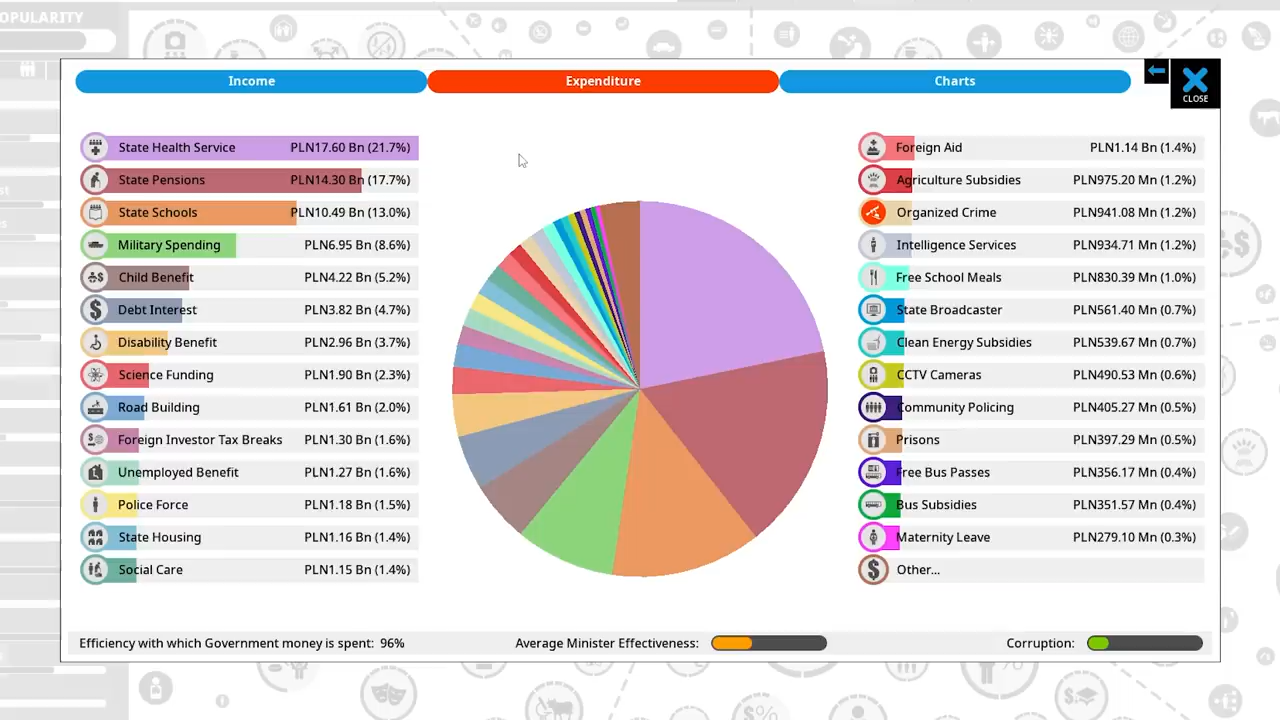 OPULARITY
Income
Expenditure
Charts
CLOSE
State Health Service PLN17.60 Bn (21.7%)
State Pensions PLN14.30 Bn (17.7%)
State Schools PLN10.49 Bn (13.0%)
Military Spending PLN6.95 Bn (8.6%)
Child Benefit PLN4.22 Bn (5.2%)
Debt Interest PLN3.82 Bn (4.7%)
Disability Benefit PLN2.96 Bn (3.7%)
Science Funding PLN1.90 Bn (2.3%)
Road Building PLN1.61 Bn (2.0%)
Foreign Investor Tax Breaks PLN1.30 Bn (1.6%)
Unemployed Benefit PLN1.27 Bn (1.6%)
Police Force PLN1.18 Bn (1.5%)
State Housing PLN1.16 Bn (1.4%)
Social Care PLN1.15 Bn (1.4%)
Foreign Aid PLN1.14 Bn (1.4%)
Agriculture Subsidies PLN975.20 Mn (1.2%)
Organized Crime PLN941.08 Mn (1.2%)
Intelligence Services PLN934.71 Mn (1.2%)
Free School Meals PLN830.39 Mn (1.0%)
State Broadcaster PLN561.40 Mn (0.7%)
Clean Energy Subsidies PLN539.67 Mn (0.7%)
CCTV Cameras PLN490.53 Mn (0.6%)
Community Policing PLN405.27 Mn (0.5%)
Prisons PLN397.29 Mn (0.5%)
Free Bus Passes PLN356.17 Mn (0.4%)
Bus Subsidies PLN351.57 Mn (0.4%)
Maternity Leave PLN279.10 Mn (0.3%)
Other...
Efficiency with which Government money is spent: 96%
Average Minister Effectiveness:
Corruption: